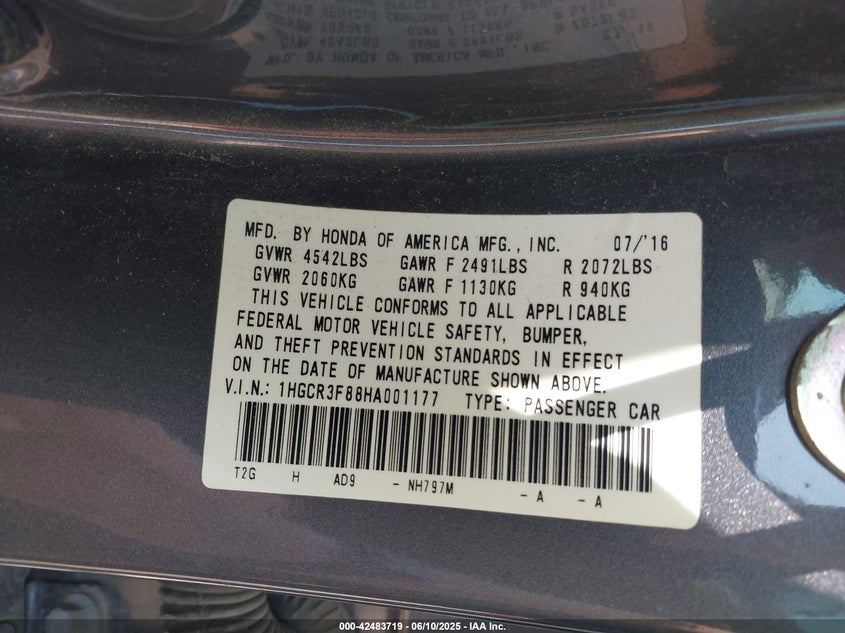 MFD. BY HONDA OF AMERICA MFG., INC. 07/'16
GVWR 4542LBS GAWR F 2491LBS R 2072LBS
GVWR 2060KG GAWR F 1130KG R 940KG
THIS VEHICLE CONFORMS TO ALL APPLICABLE
FEDERAL MOTOR VEHICLE SAFETY, BUMPER,
AND THEFT PREVENTION STANDARDS IN EFFECT
ON THE DATE OF MANUFACTURE SHOWN ABOVE.
V.I.N.: 1HGCR3F88HA001177 TYPE: PASSENGER CAR
T2G H AD9 - NH797M - A - A
000-42483719 - 06/10/2025 - IAA Inc.